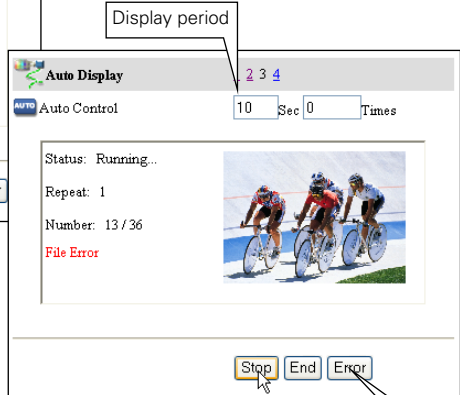 Display period
Auto Display 2 3 4
AUTO Auto Control 10 Sec 0 Times
Status: Running...
Repeat: 1
Number: 13 / 36
File Error
Stop End Error